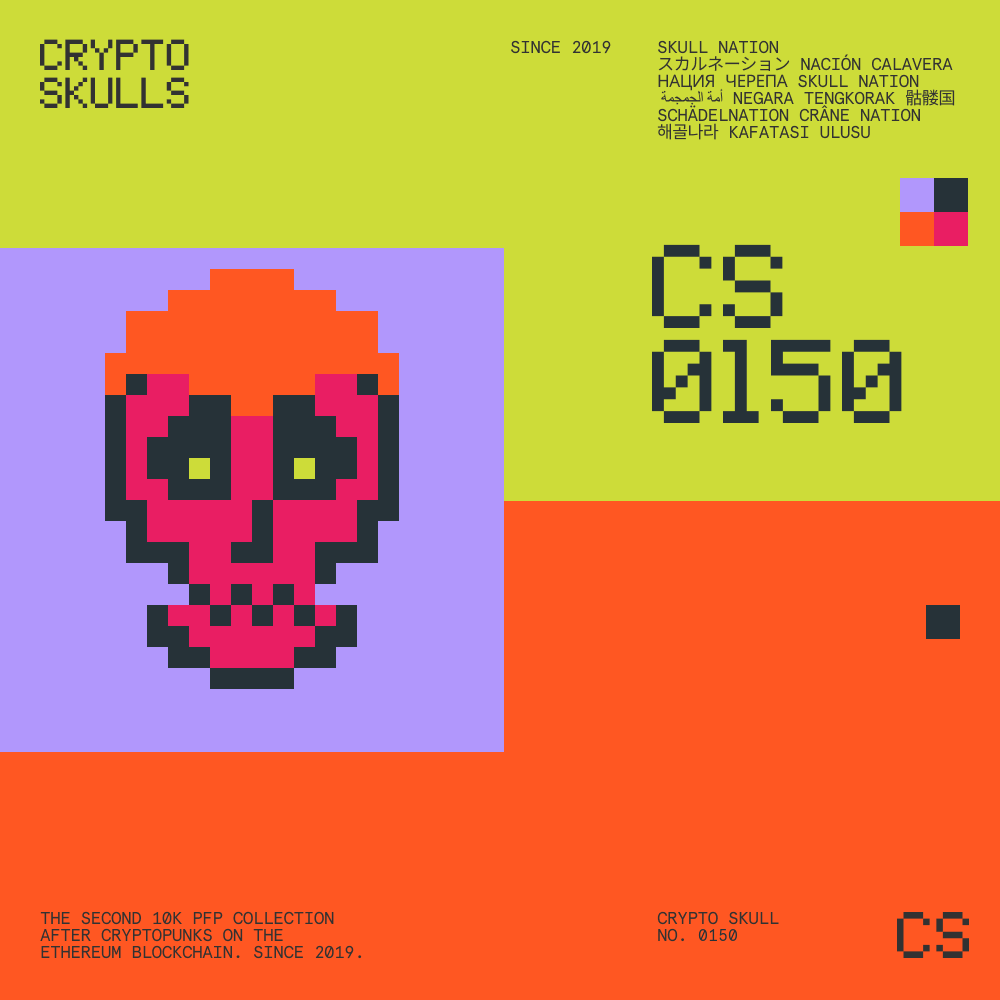 CRYPTO
SKULLS
SINCE 2019
SKULL NATION
スカルネーション NACIÓN CALAVERA
НАЦИЯ ЧЕРЕПА SKULL NATION
أمة الجمجمة NEGARA TENGKORAK 骷髅国
SCHÄDELNATION CRÂNE NATION
해골나라 KAFATASI ULUSU
CS
0150
THE SECOND 10K PFP COLLECTION
AFTER CRYPTOPUNKS ON THE
ETHEREUM BLOCKCHAIN. SINCE 2019.
CRYPTO SKULL
NO. 0150
CS